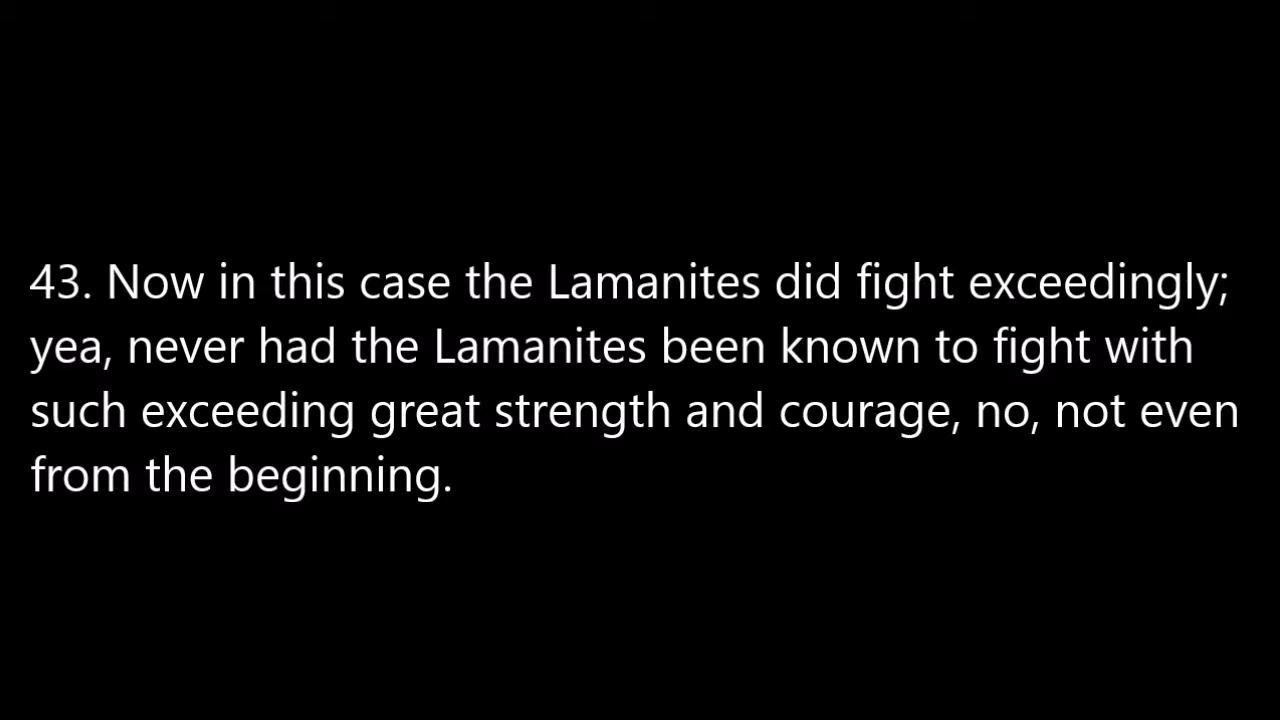 43. Now in this case the Lamanites did fight exceedingly;
yea, never had the Lamanites been known to fight with
such exceeding great strength and courage, no, not even
from the beginning.